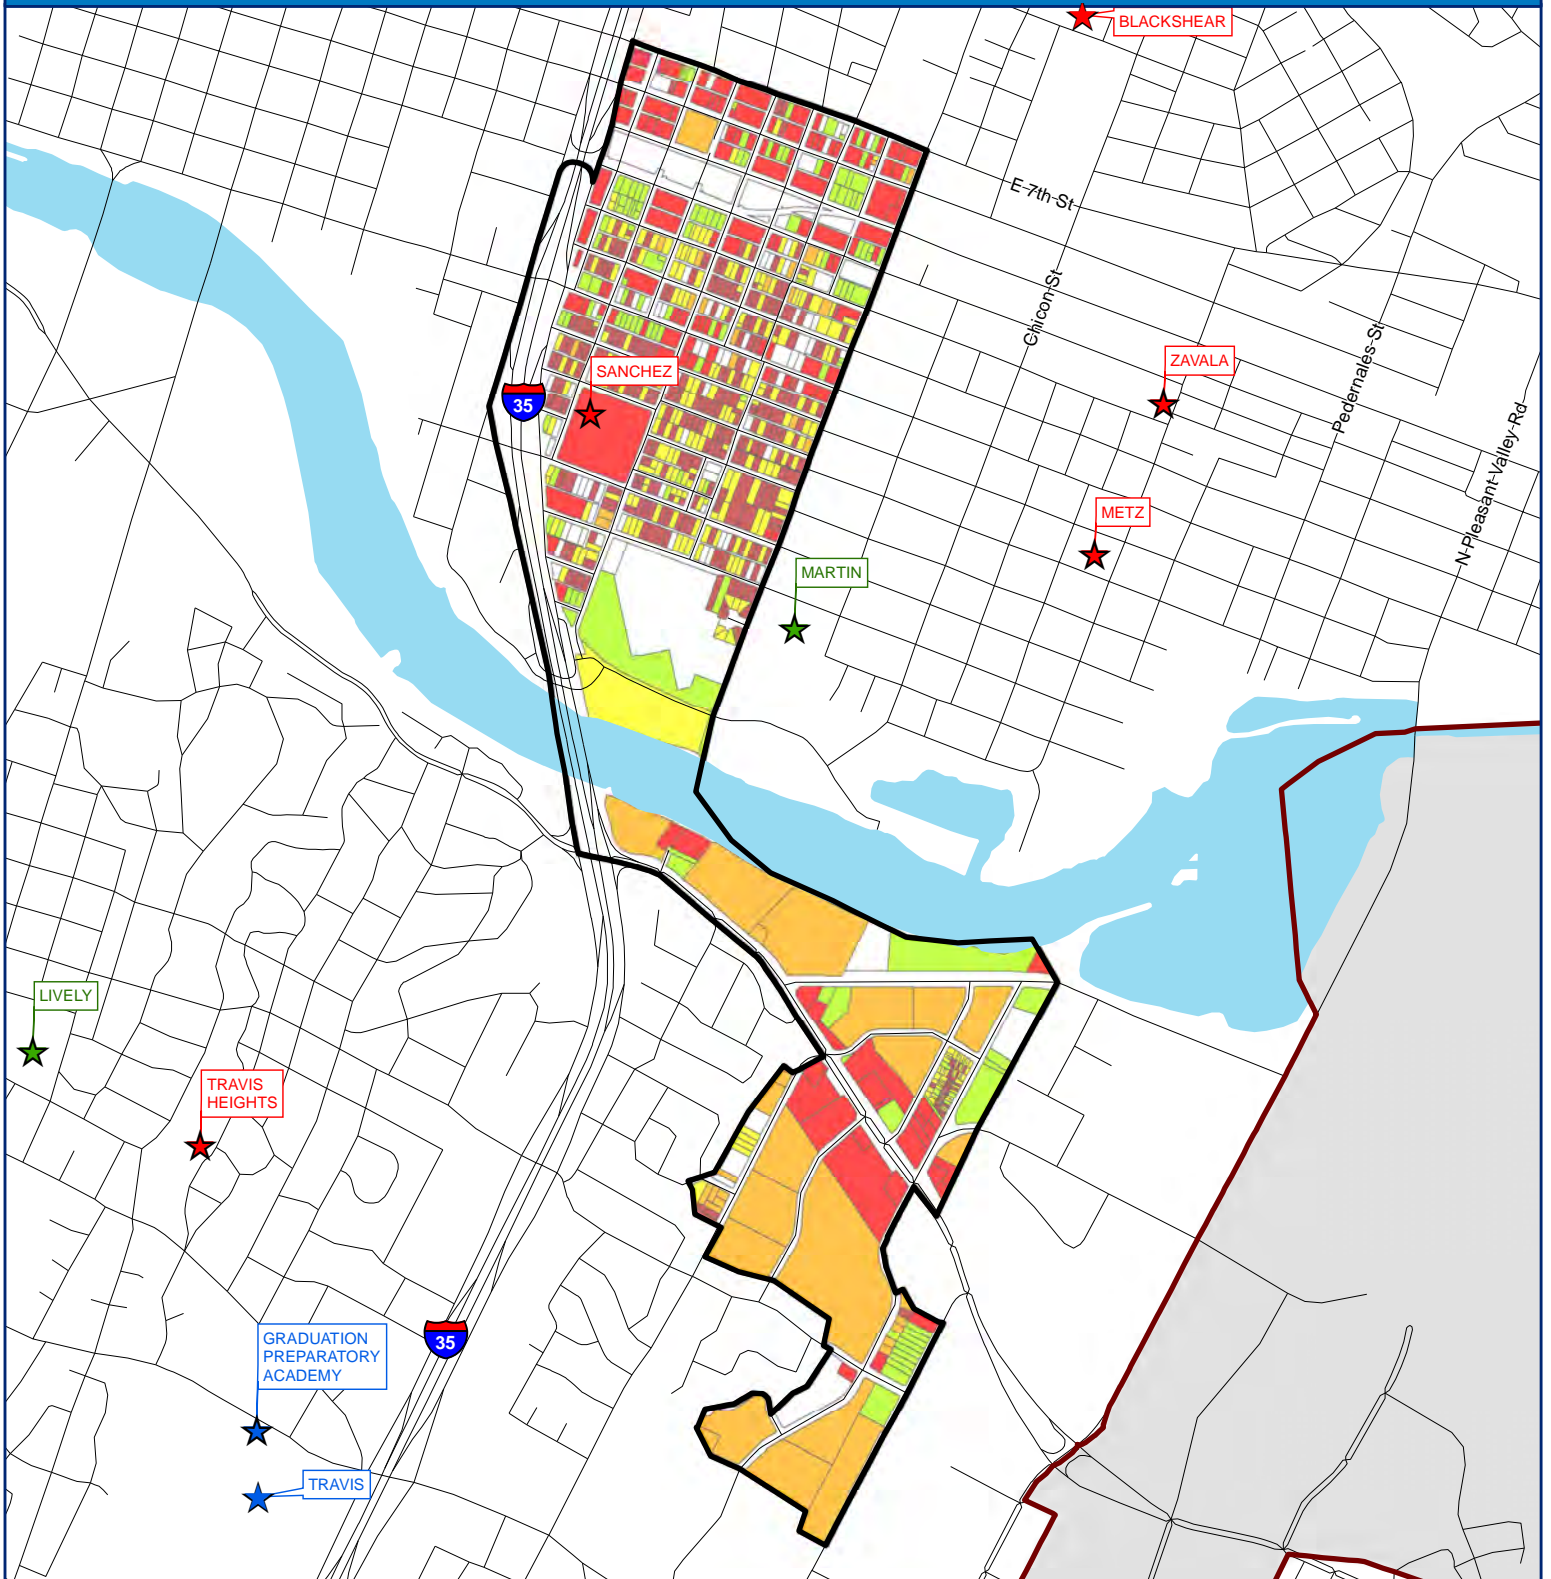 BLACKSHEAR
E 7th St
Chicon St
Pedernales St
N Pleasant Valley Rd
ZAVALA
SANCHEZ
35
METZ
MARTIN
LIVELY
TRAVIS
HEIGHTS
GRADUATION
PREPARATORY
ACADEMY
35
TRAVIS